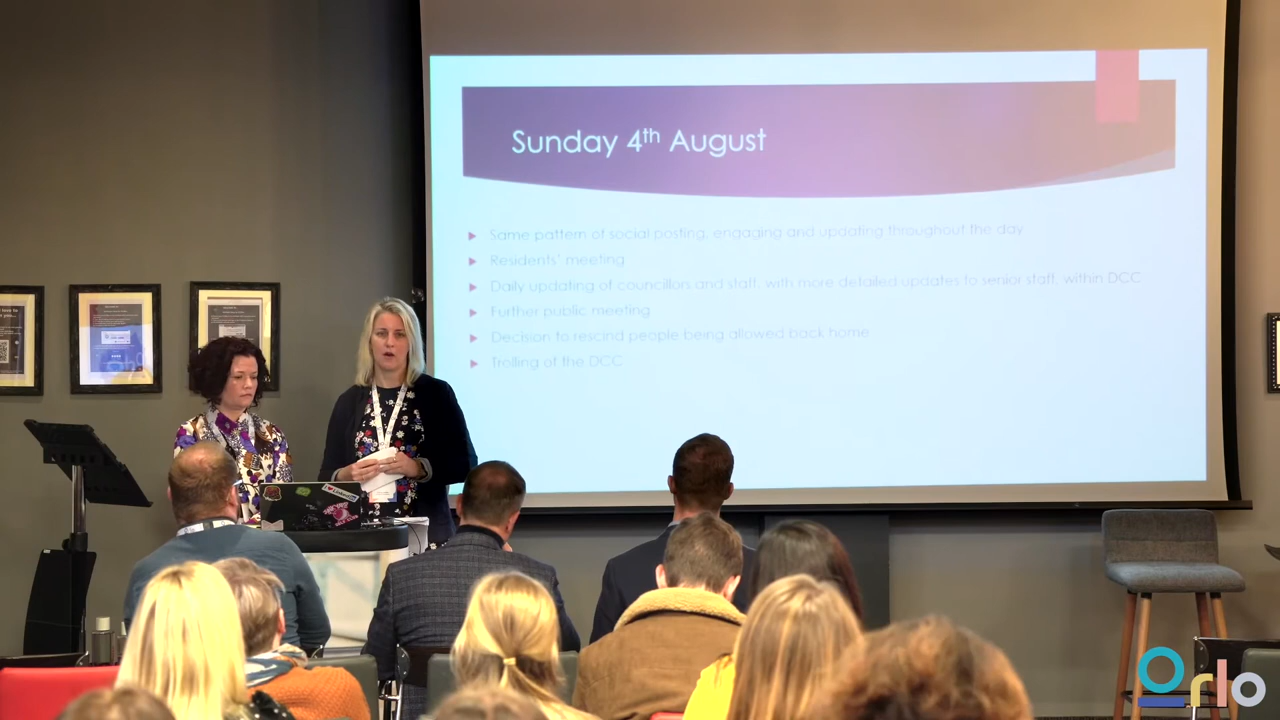 Sunday 4th August
Same pattern of social posting, engaging and updating throughout the day
Residents' meeting
Daily updating of councillors and staff, with more detailed updates to senior staff, within DCC
Further public meeting
Decision to rescind people being allowed back home
Trolling of the DCC
Orlo